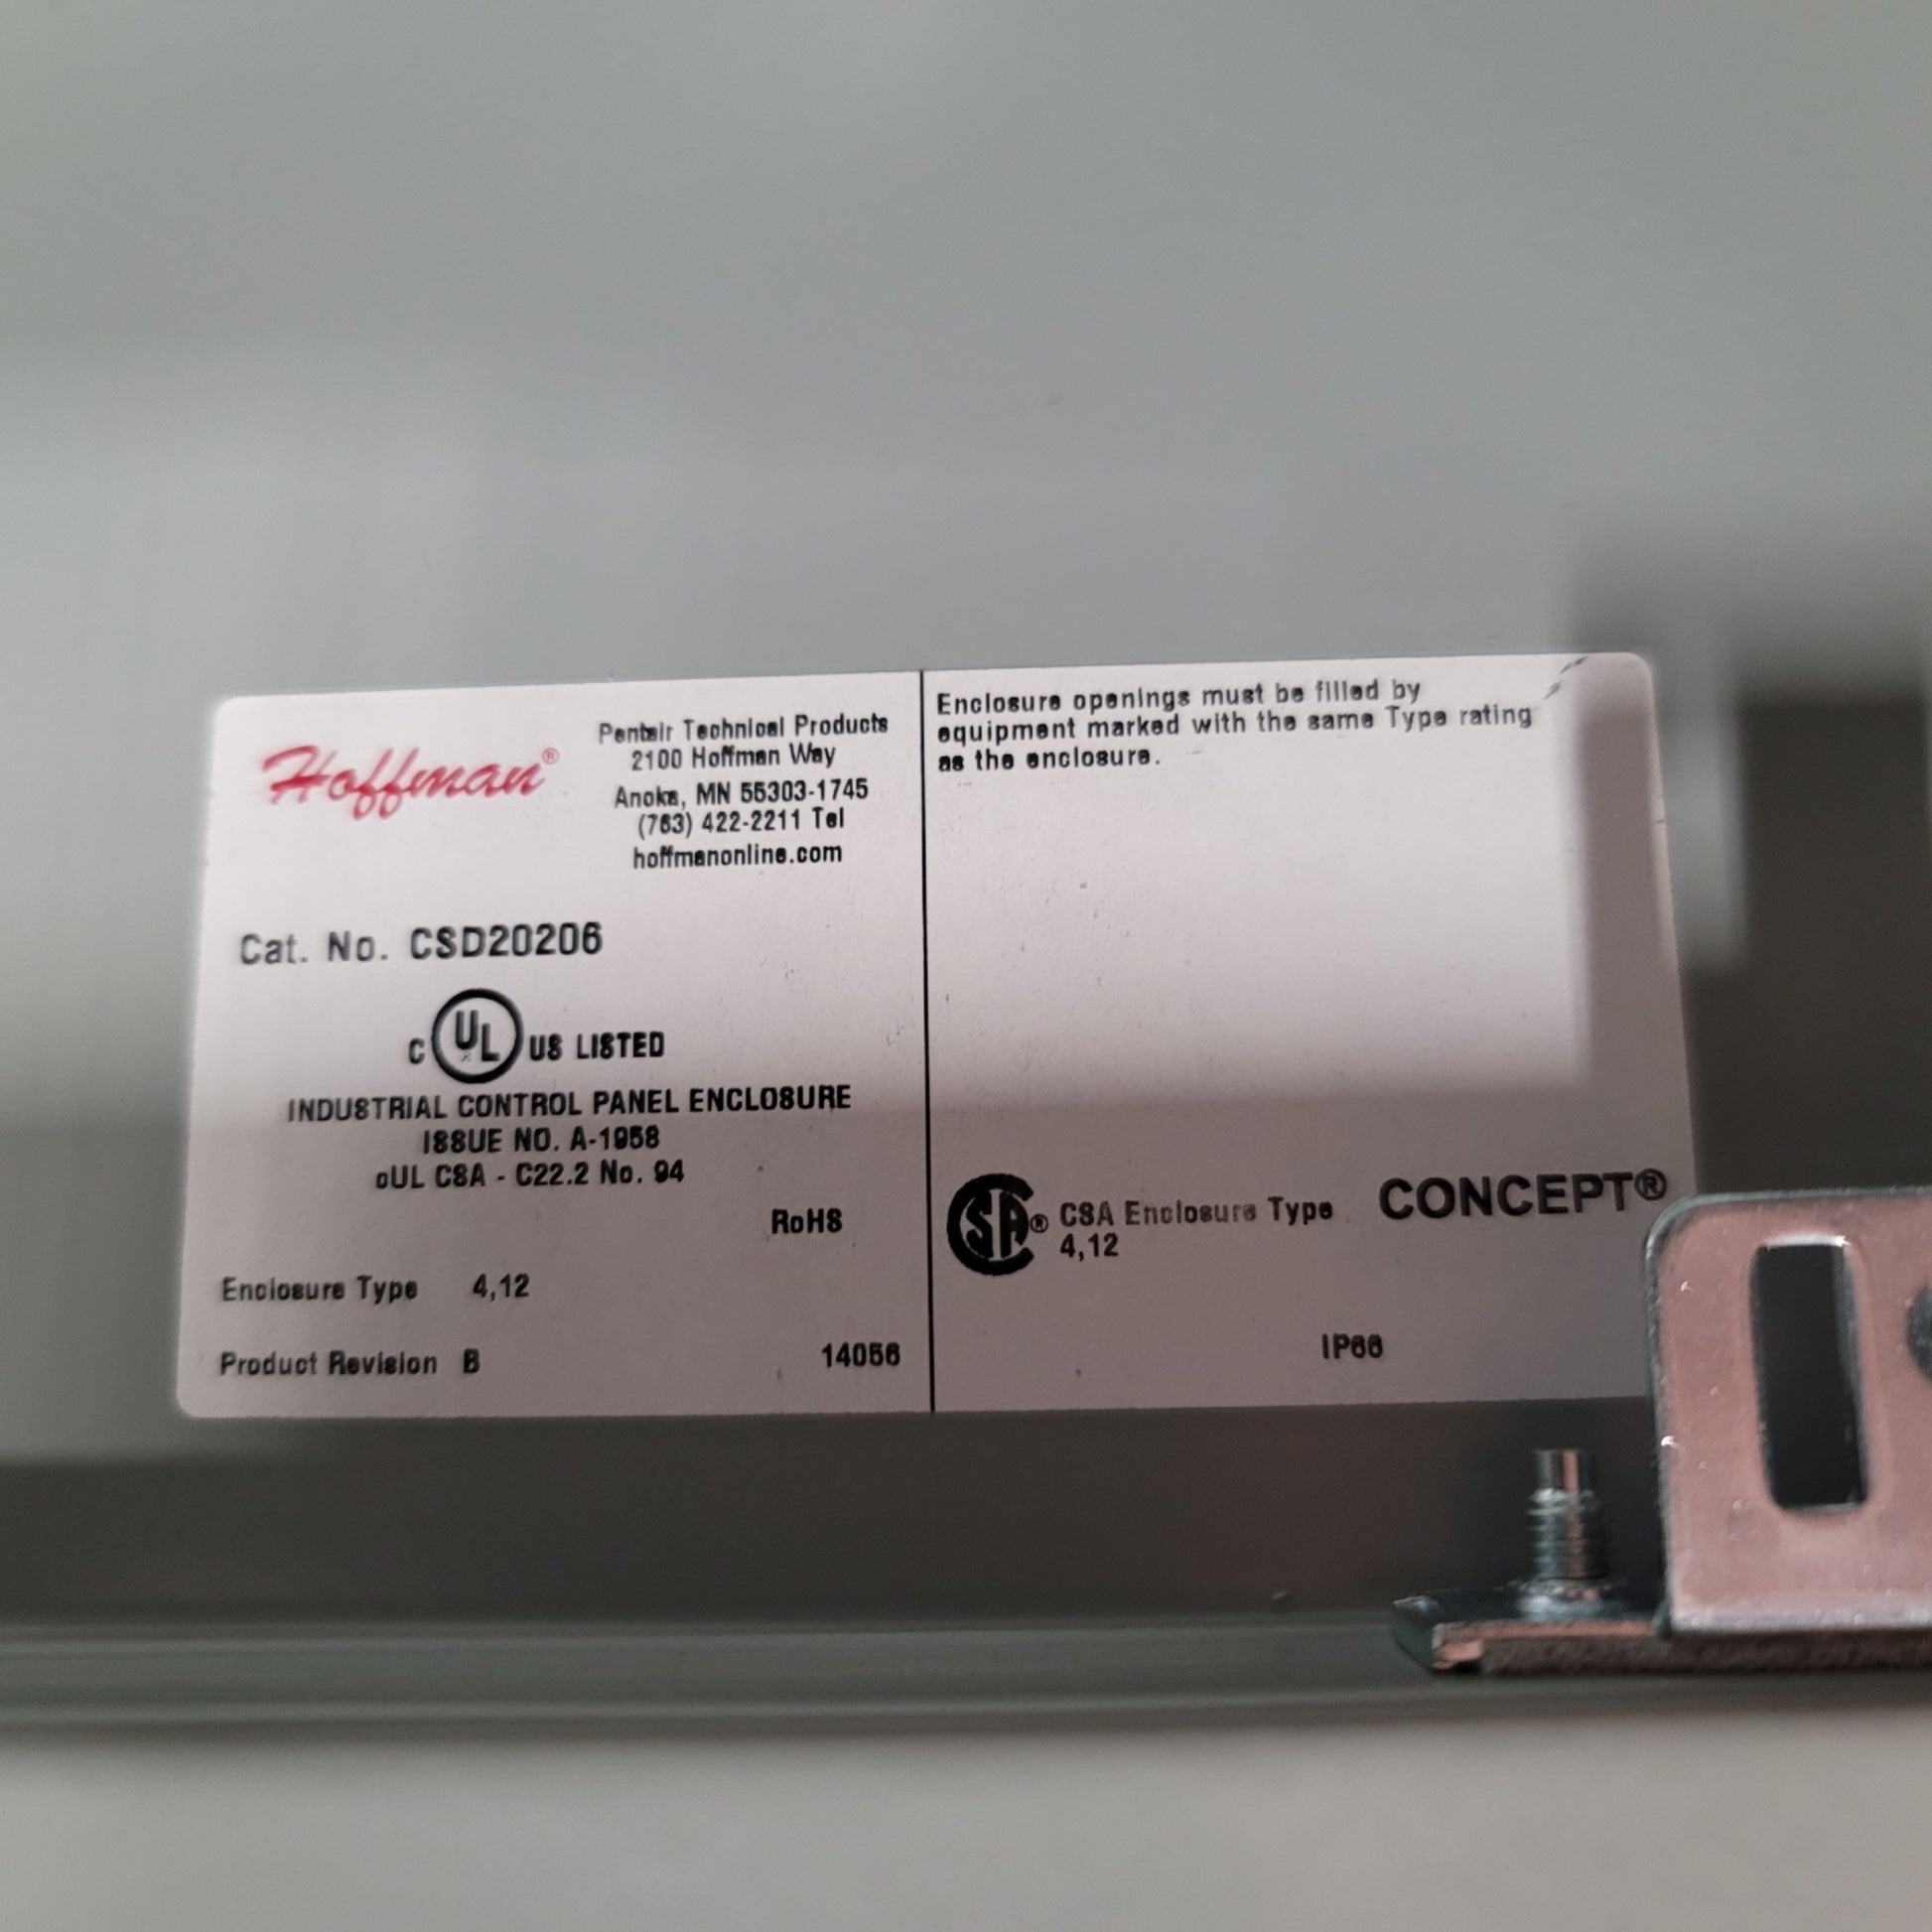 Hoffman®
Pentair Technical Products
2100 Hoffman Way
Anoka, MN 55303-1745
(763) 422-2211 Tel
hoffmanonline.com
Cat. No. CSD20206
c UL US LISTED
INDUSTRIAL CONTROL PANEL ENCLOSURE
ISSUE NO. A-1958
cUL CSA - C22.2 No. 94
RoHS
Enclosure Type 4,12
Product Revision B 14056
Enclosure openings must be filled by
equipment marked with the same Type rating
as the enclosure.
SA® CSA Enclosure Type CONCEPT®
4,12
IP66